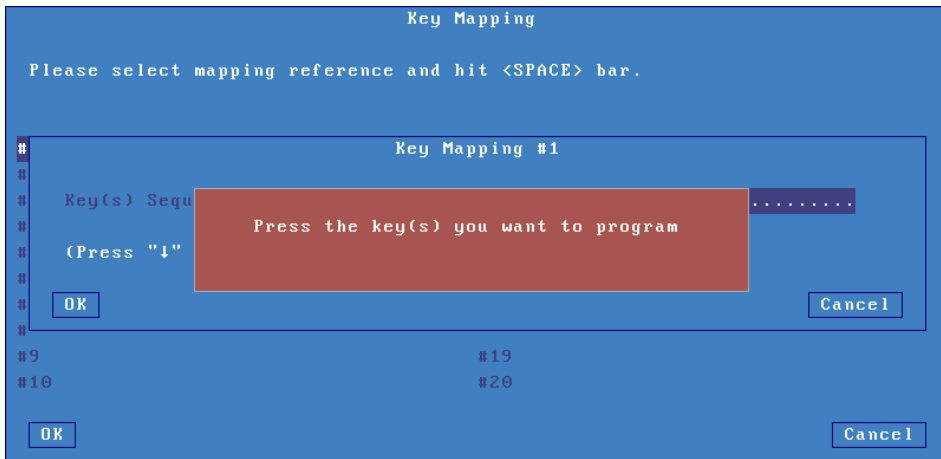 Key Mapping
Please select mapping reference and hit <SPACE> bar.
#
Key Mapping #1
#
# Key(s) Sequ .........
Press the key(s) you want to program
#
# (Press "↓"
#
# OK Cancel
#
#9 #19
#10 #20
OK Cancel